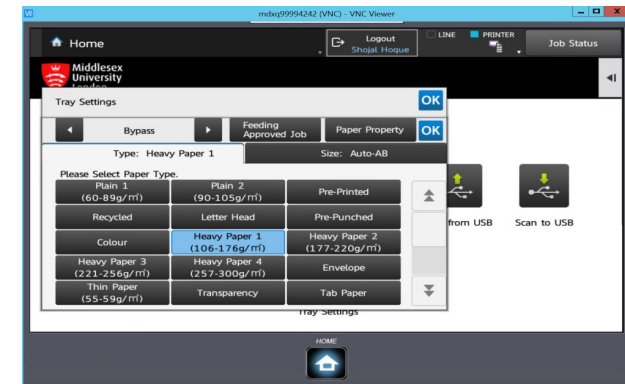 mdxq99994242 (VNC) - VNC Viewer
Home
Logout
Shojal Hoque
LINE
PRINTER
Job Status
Middlesex
University
London
Tray Settings
OK
Bypass
Feeding
Approved Job
Paper Property
OK
Type: Heavy Paper 1
Size: Auto-AB
Please Select Paper Type.
Plain 1
(60-89g/㎡)
Plain 2
(90-105g/㎡)
Pre-Printed
Recycled
Letter Head
Pre-Punched
Colour
Heavy Paper 1
(106-176g/㎡)
Heavy Paper 2
(177-220g/㎡)
Heavy Paper 3
(221-256g/㎡)
Heavy Paper 4
(257-300g/㎡)
Envelope
Thin Paper
(55-59g/㎡)
Transparency
Tab Paper
from USB
Scan to USB
Tray Settings
HOME